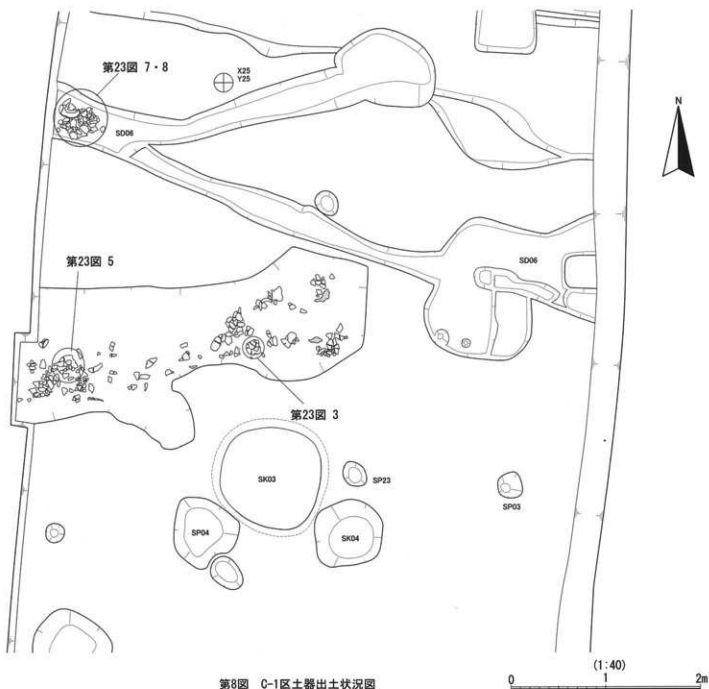 第23図 7・8
X25
Y25
N
SD06
第23図 5
SD06
第23図 3
SK03
SP23
SP03
SP04
SK04
第8図 C-1区土器出土状況図
(1:40)
0 1 2m